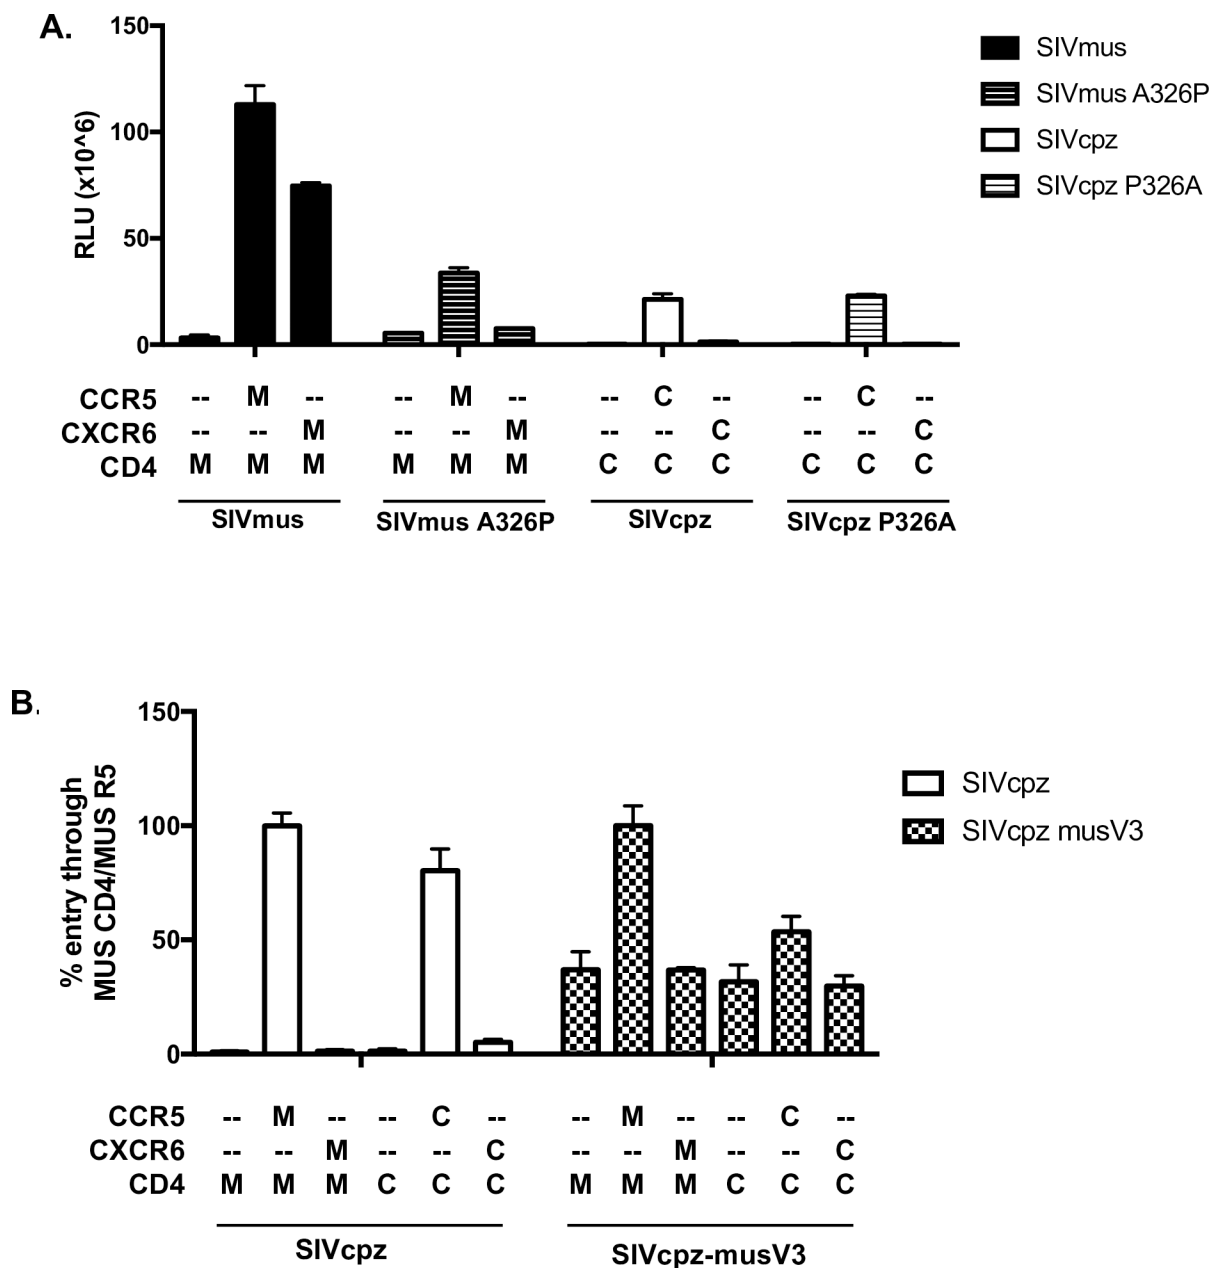 A.
150
100
50
0
RLU (x10^6)
SIVmus
SIVmus A326P
SIVcpz
SIVcpz P326A
CCR5 -- M -- -- M -- -- C -- -- C --
CXCR6 -- -- M -- -- M -- -- C -- -- C
CD4 M M M M M M C C C C C C
SIVmus SIVmus A326P SIVcpz SIVcpz P326A
B.
150
100
50
0
% entry through
MUS CD4/MUS R5
SIVcpz
SIVcpz musV3
CCR5 -- M -- -- C -- -- M -- -- C --
CXCR6 -- -- M -- -- C -- -- M -- -- C
CD4 M M M C C C M M M C C C
SIVcpz SIVcpz-musV3